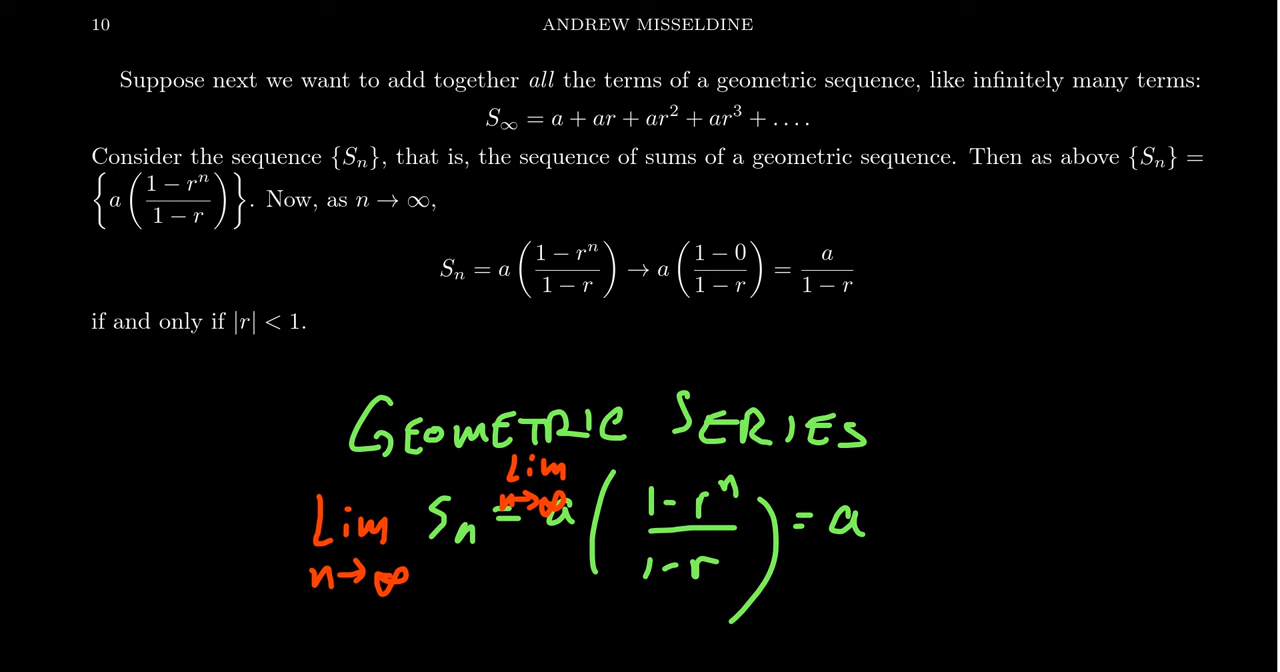 10 ANDREW MISSELDINE
Suppose next we want to add together all the terms of a geometric sequence, like infinitely many terms:
S∞ = a + ar + ar² + ar³ + . . . .
Consider the sequence {Sₙ}, that is, the sequence of sums of a geometric sequence. Then as above {Sₙ} =
{a((1 − rⁿ)/(1 − r))}. Now, as n → ∞,
Sₙ = a((1 − rⁿ)/(1 − r)) → a((1 − 0)/(1 − r)) = a/(1 − r)
if and only if |r| < 1.
GEOMETRIC SERIES
Lim n→∞ Sₙ = Lim n→∞ a((1 - rⁿ)/(1 - r)) = a